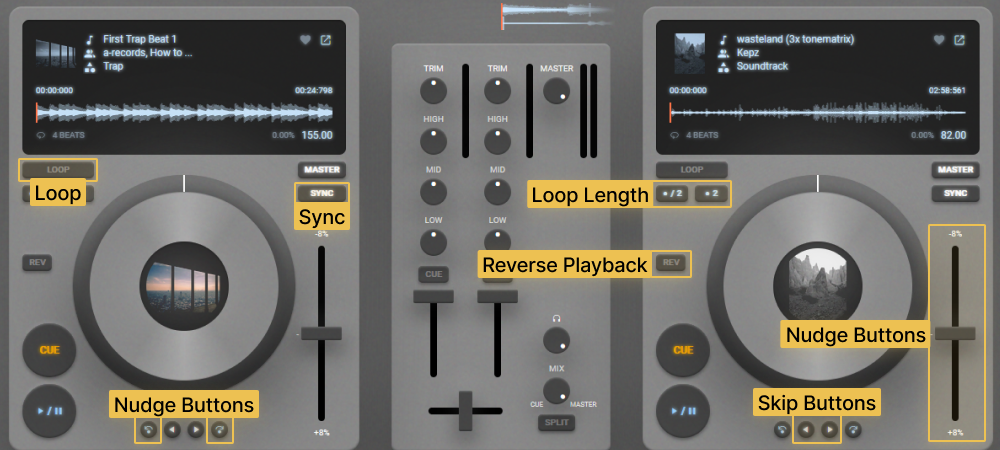 First Trap Beat 1
a-records, How to ...
Trap
00:00:000
00:24:798
4 BEATS
0.00%
155.00
LOOP
MASTER
Loop
SYNC
Sync
-8%
REV
CUE
▶ / II
Nudge Buttons
+8%
TRIM
TRIM
MASTER
HIGH
HIGH
MID
MID
LOW
LOW
CUE
MIX
CUE
MASTER
SPLIT
wasteland (3x tonematrix)
Kepz
Soundtrack
00:00:000
02:58:561
4 BEATS
0.00%
82.00
LOOP
MASTER
Loop Length
/ 2
2
SYNC
-8%
Reverse Playback
REV
Nudge Buttons
CUE
▶ / II
Skip Buttons
+8%